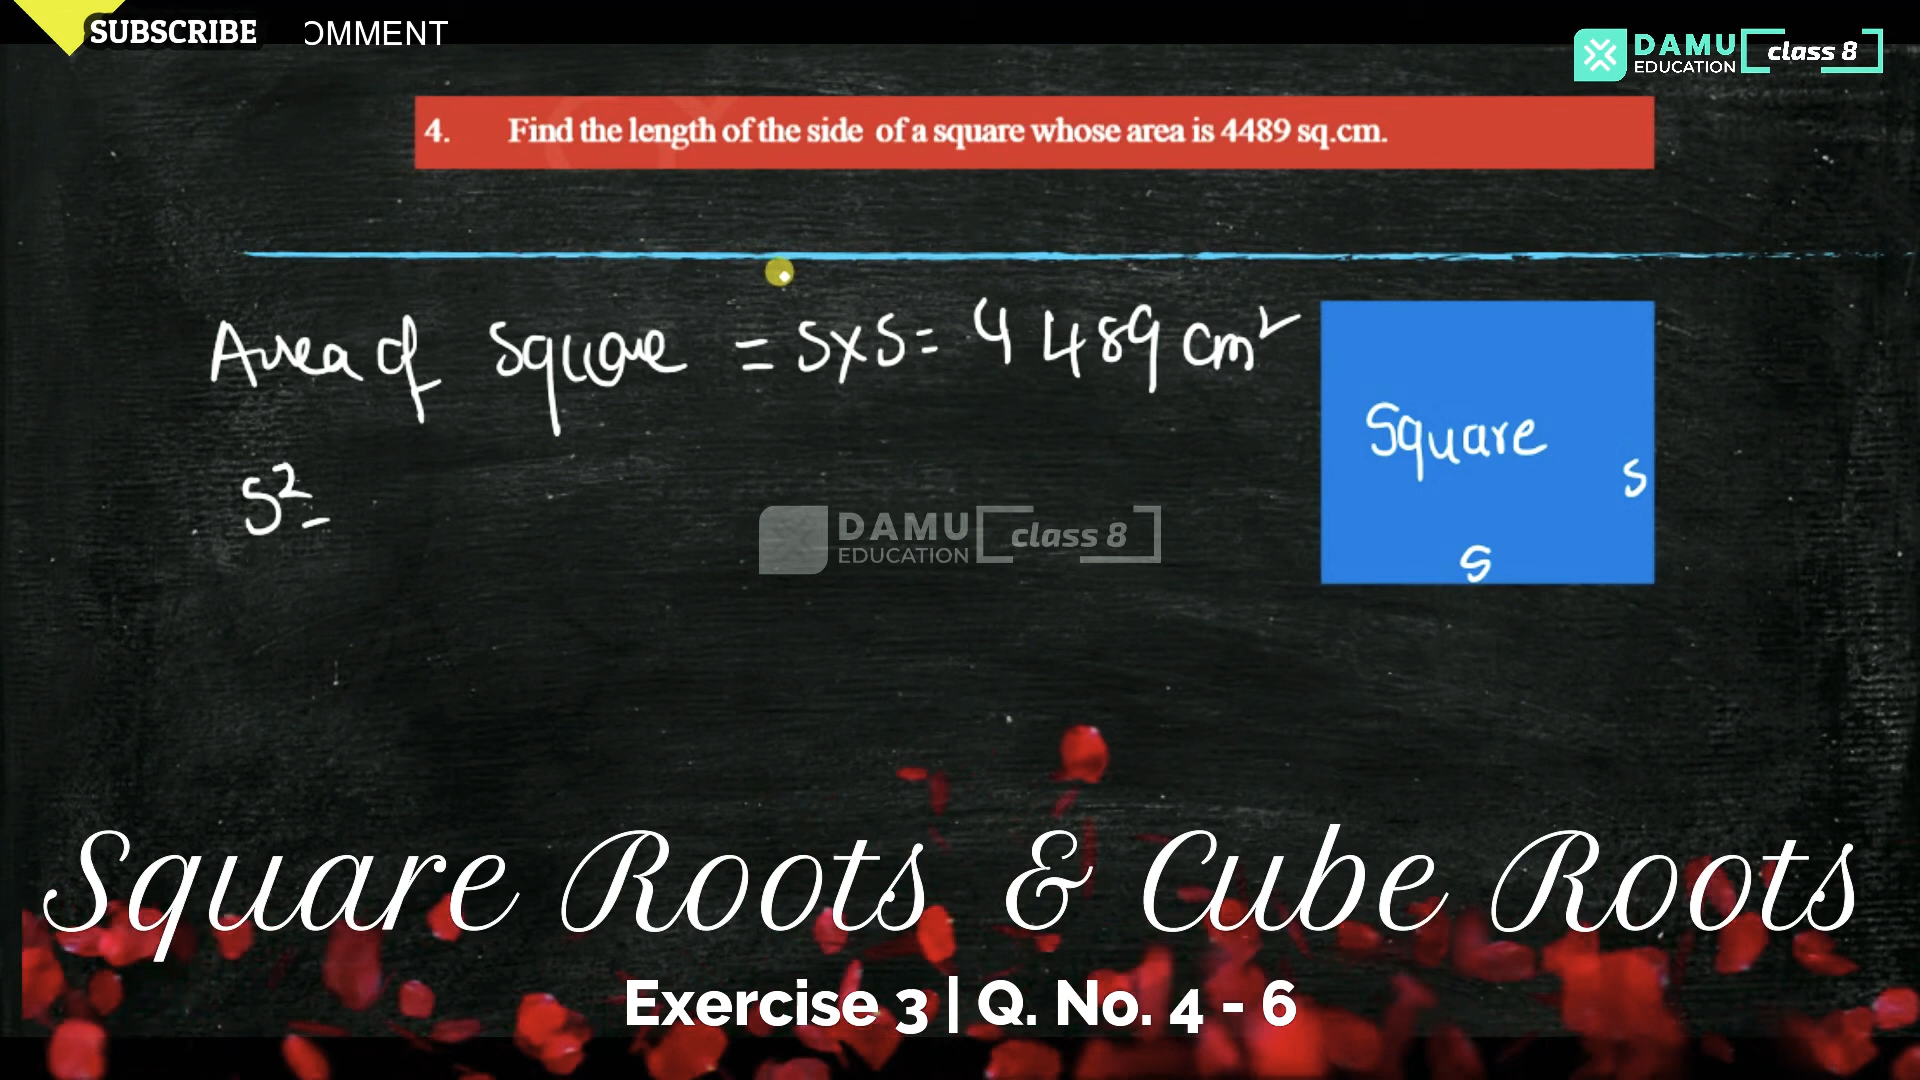 SUBSCRIBE OMMENT
DAMU EDUCATION class 8
4. Find the length of the side of a square whose area is 4489 sq.cm.
Area of square = s×s= 4489 cm²
Square
s
s² -
DAMU EDUCATION class 8
s
Square Roots & Cube Roots
Exercise 3 | Q. No. 4 - 6